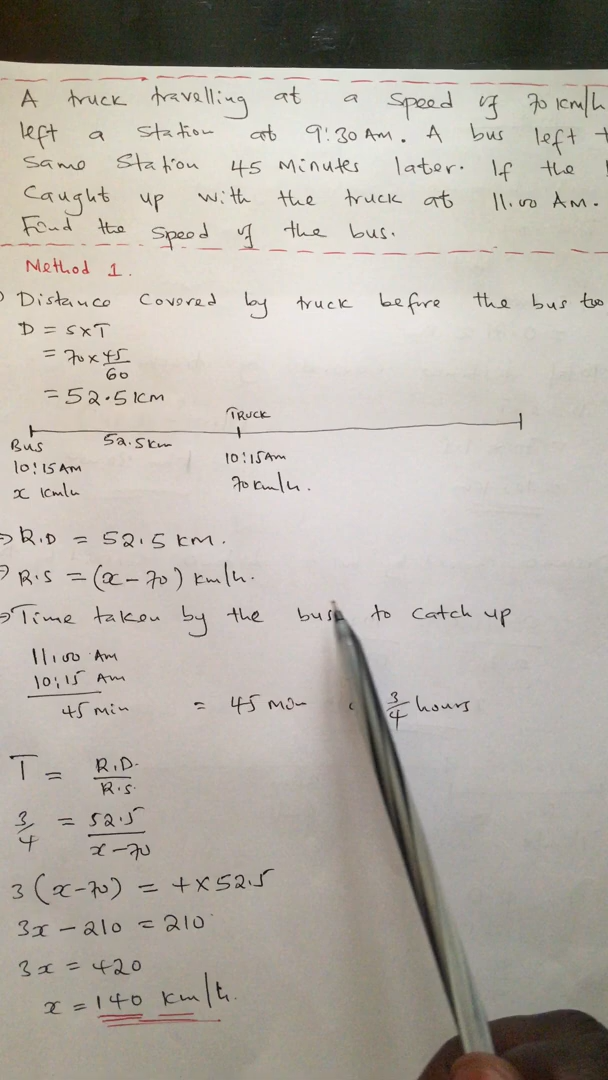 A truck travelling at a speed of 70 km/h
left a station at 9:30 AM. A bus left
same station 45 minutes later. If the
caught up with the truck at 11.00 AM.
Find the speed of the bus.
Method 1.
Distance covered by truck before the bus too
D = S×T
= 70 × 45/60
= 52.5 km
TRUCK
52.5km
Bus
10:15 AM
10:15 AM
x km/h
70 km/h.
R.D = 52.5 km.
R.S = (x-70) km/h.
Time taken by the bus to catch up
11.00 AM
10:15 AM
45 min = 45 min 3/4 hours
T = R.D./R.S.
3/4 = 52.5/x-70
3(x-70) = 4×52.5
3x - 210 = 210
3x = 420
x = 140 km/h.